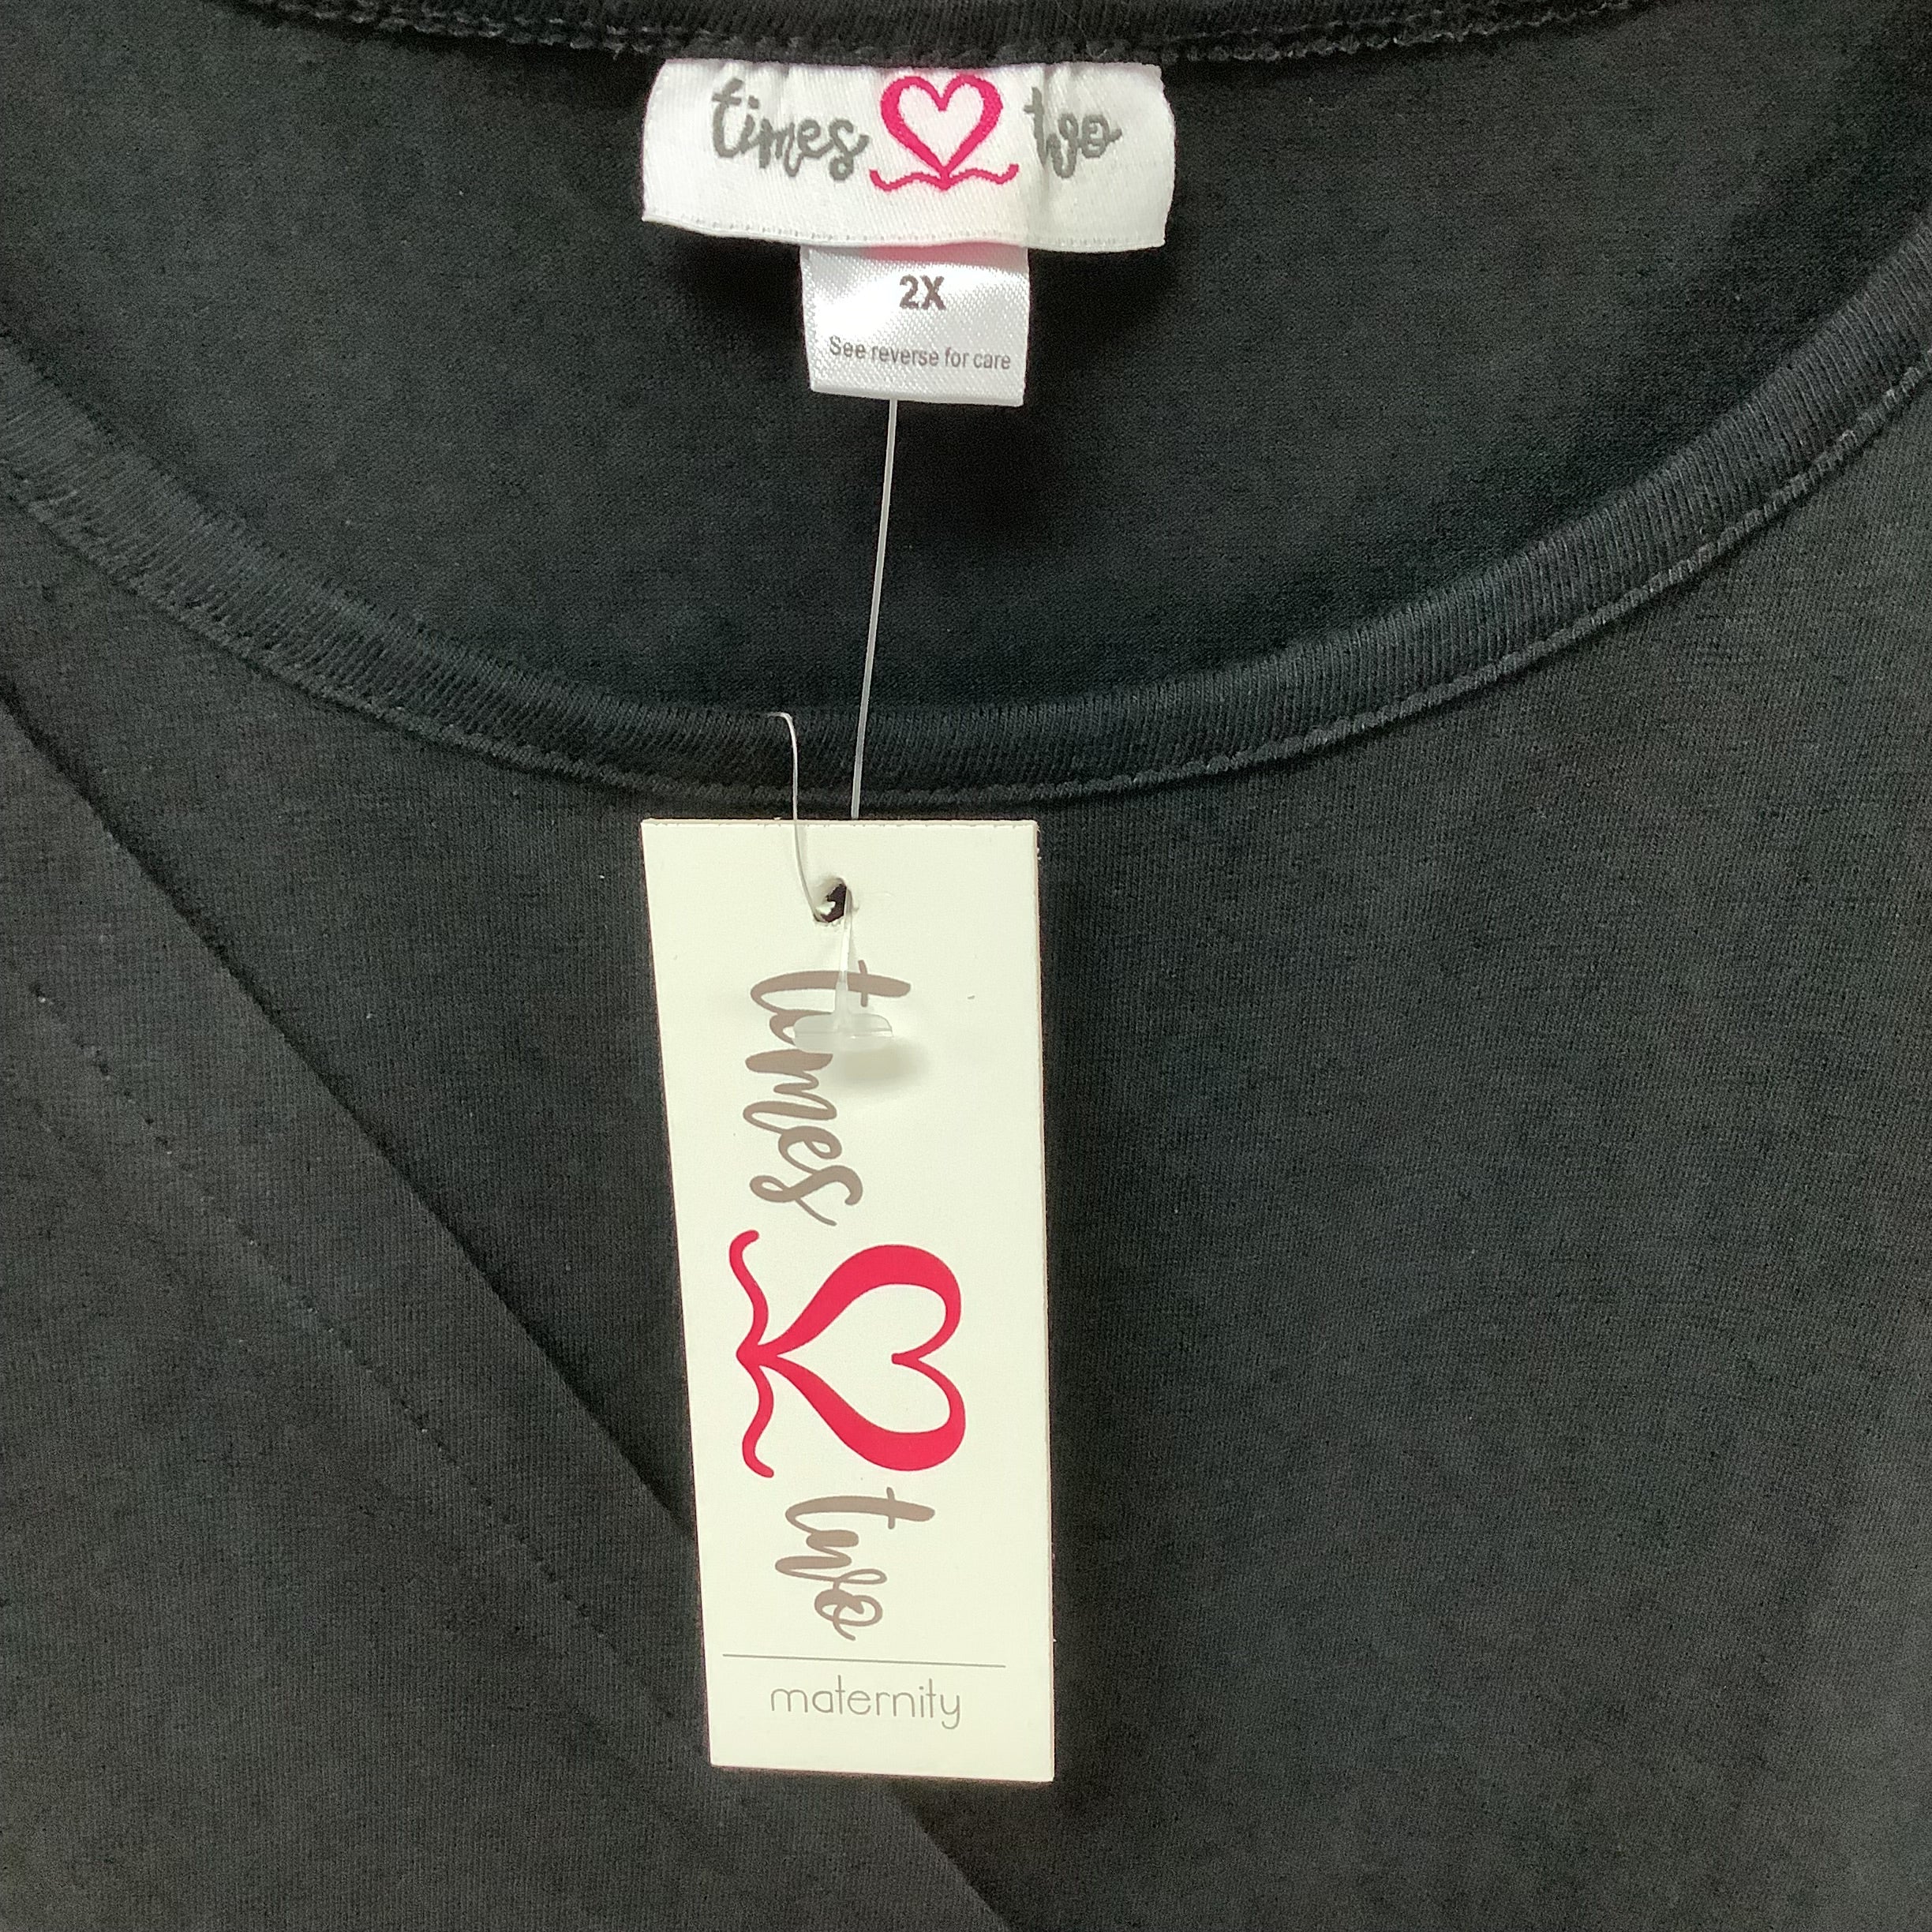 times two
2X
See reverse for care
times two
maternity